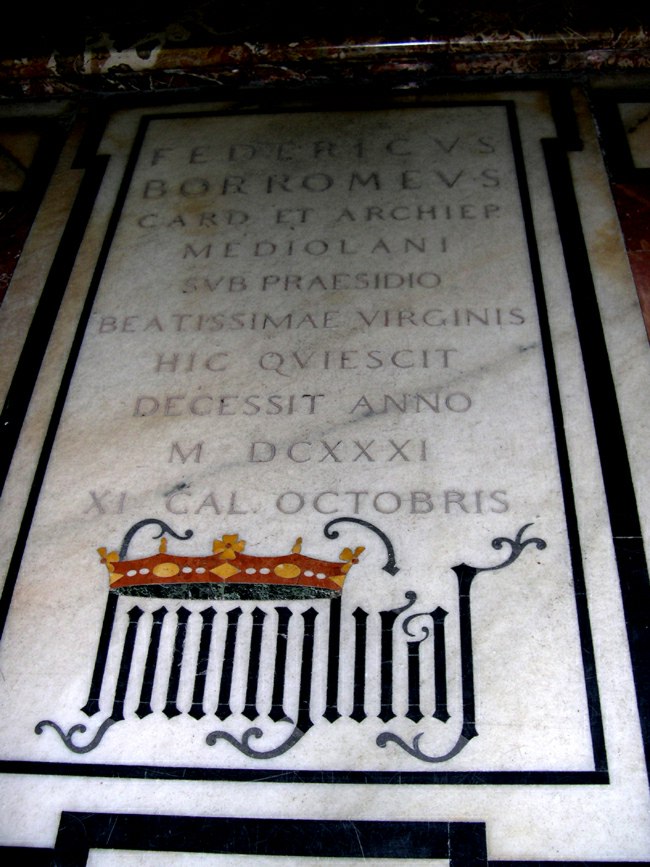 FEDERICVS
BORROMEVS
CARD. ET ARCHIEP.
MEDIOLANI
SVB PRAESIDIO
BEATISSIMAE VIRGINIS
HIC QVIESCIT
DECESSIT ANNO
M DCXXXI
XI CAL. OCTOBRIS